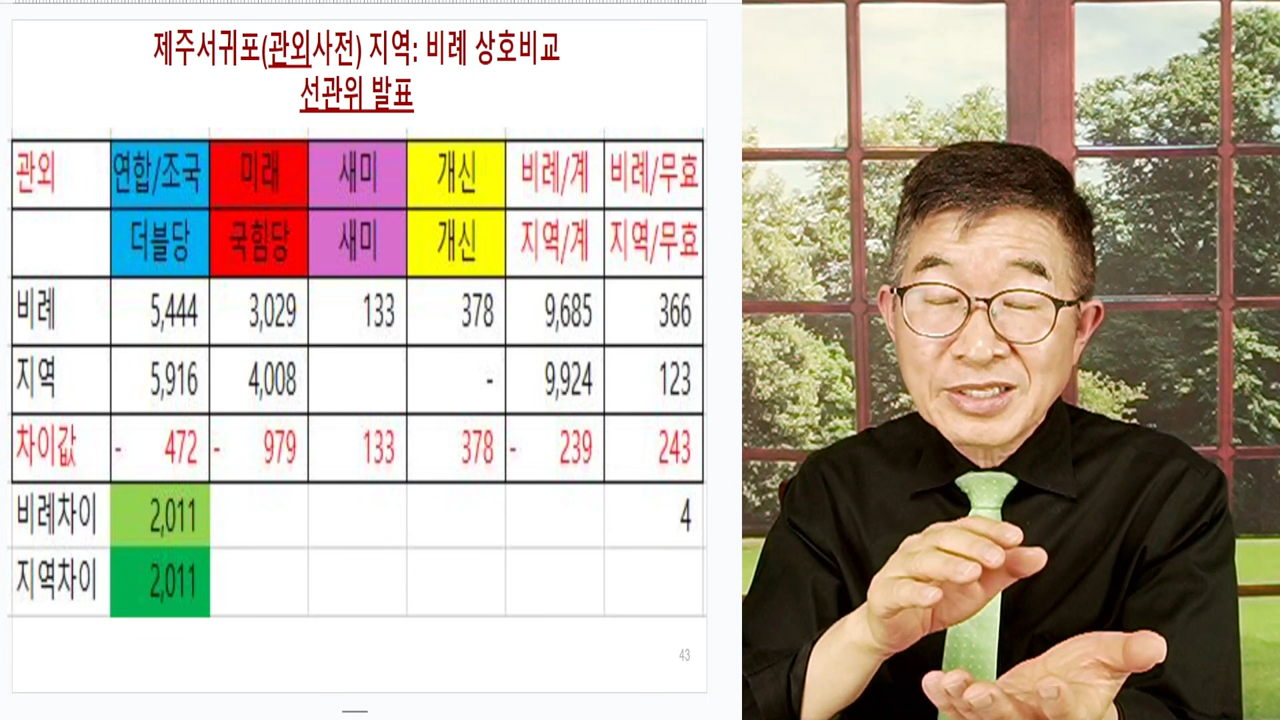 제주서귀포(관외사전) 지역: 비례 상호비교
선관위 발표
관외 연합/조국 미래 새미 개신 비례/계 비례/무효
더블당 국힘당 새미 개신 지역/계 지역/무효
비례 5,444 3,029 133 378 9,685 366
지역 5,916 4,008 - 9,924 123
차이값 - 472 - 979 133 378 - 239 243
비례차이 2,011 4
지역차이 2,011
43